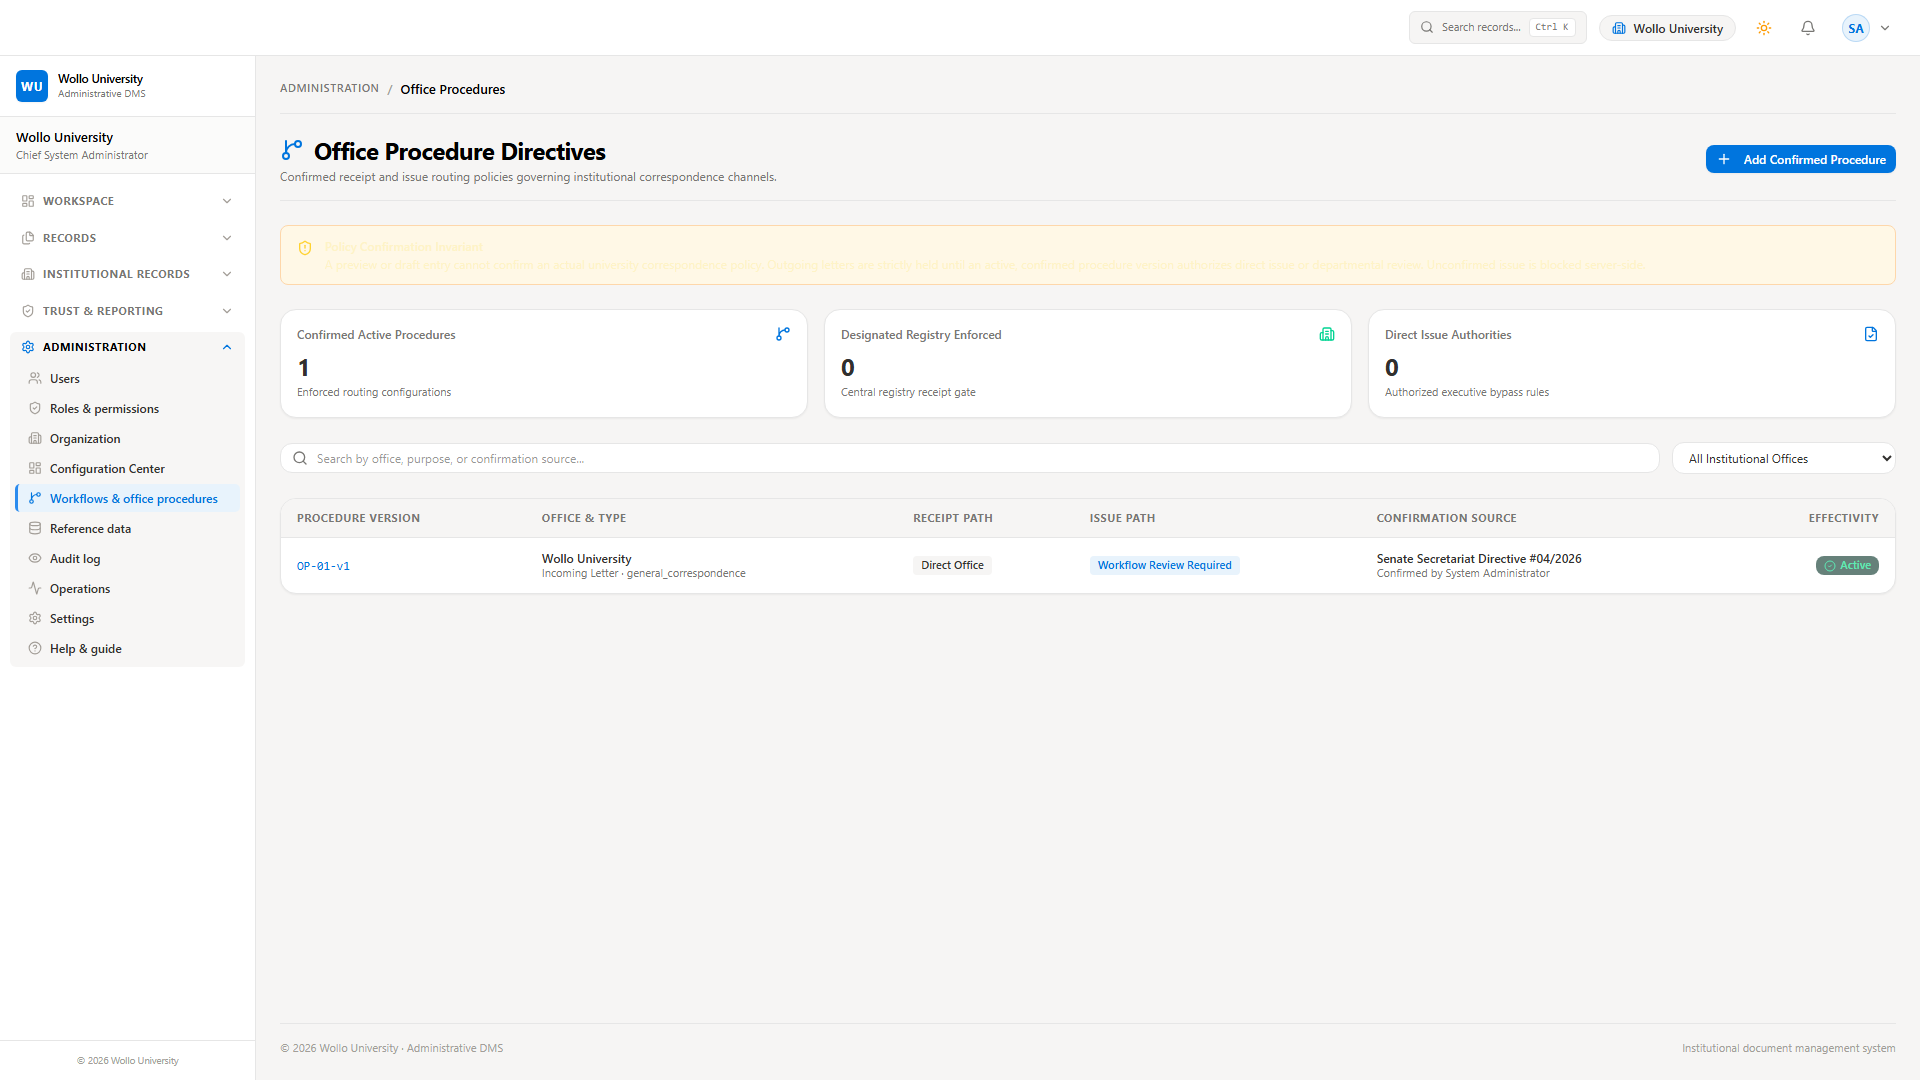 Search records...
Ctrl K
Wollo University
SA
WU
Wollo University
Administrative DMS
Wollo University
Chief System Administrator
WORKSPACE
RECORDS
INSTITUTIONAL RECORDS
TRUST & REPORTING
ADMINISTRATION
Users
Roles & permissions
Organization
Configuration Center
Workflows & office procedures
Reference data
Audit log
Operations
Settings
Help & guide
© 2026 Wollo University
ADMINISTRATION / Office Procedures
Office Procedure Directives
Confirmed receipt and issue routing policies governing institutional correspondence channels.
Add Confirmed Procedure
Policy Confirmation Invariant
A preview or draft entry cannot confirm an actual university correspondence policy. Outgoing letters are strictly held until an active, confirmed procedure version authorizes direct issue or departmental review. Unconfirmed issue is blocked server-side.
Confirmed Active Procedures
1
Enforced routing configurations
Designated Registry Enforced
0
Central registry receipt gate
Direct Issue Authorities
0
Authorized executive bypass rules
Search by office, purpose, or confirmation source...
All Institutional Offices
PROCEDURE VERSION OFFICE & TYPE RECEIPT PATH ISSUE PATH CONFIRMATION SOURCE EFFECTIVITY
OP-01-v1
Wollo University
Incoming Letter · general_correspondence
Direct Office
Workflow Review Required
Senate Secretariat Directive #04/2026
Confirmed by System Administrator
Active
© 2026 Wollo University · Administrative DMS
Institutional document management system